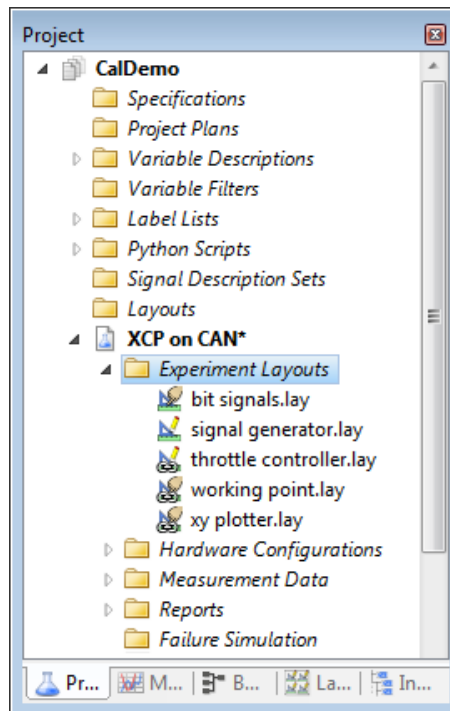 Project
CalDemo
Specifications
Project Plans
Variable Descriptions
Variable Filters
Label Lists
Python Scripts
Signal Description Sets
Layouts
XCP on CAN*
Experiment Layouts
bit signals.lay
signal generator.lay
throttle controller.lay
working point.lay
xy plotter.lay
Hardware Configurations
Measurement Data
Reports
Failure Simulation
Pr... M... B... La... In...